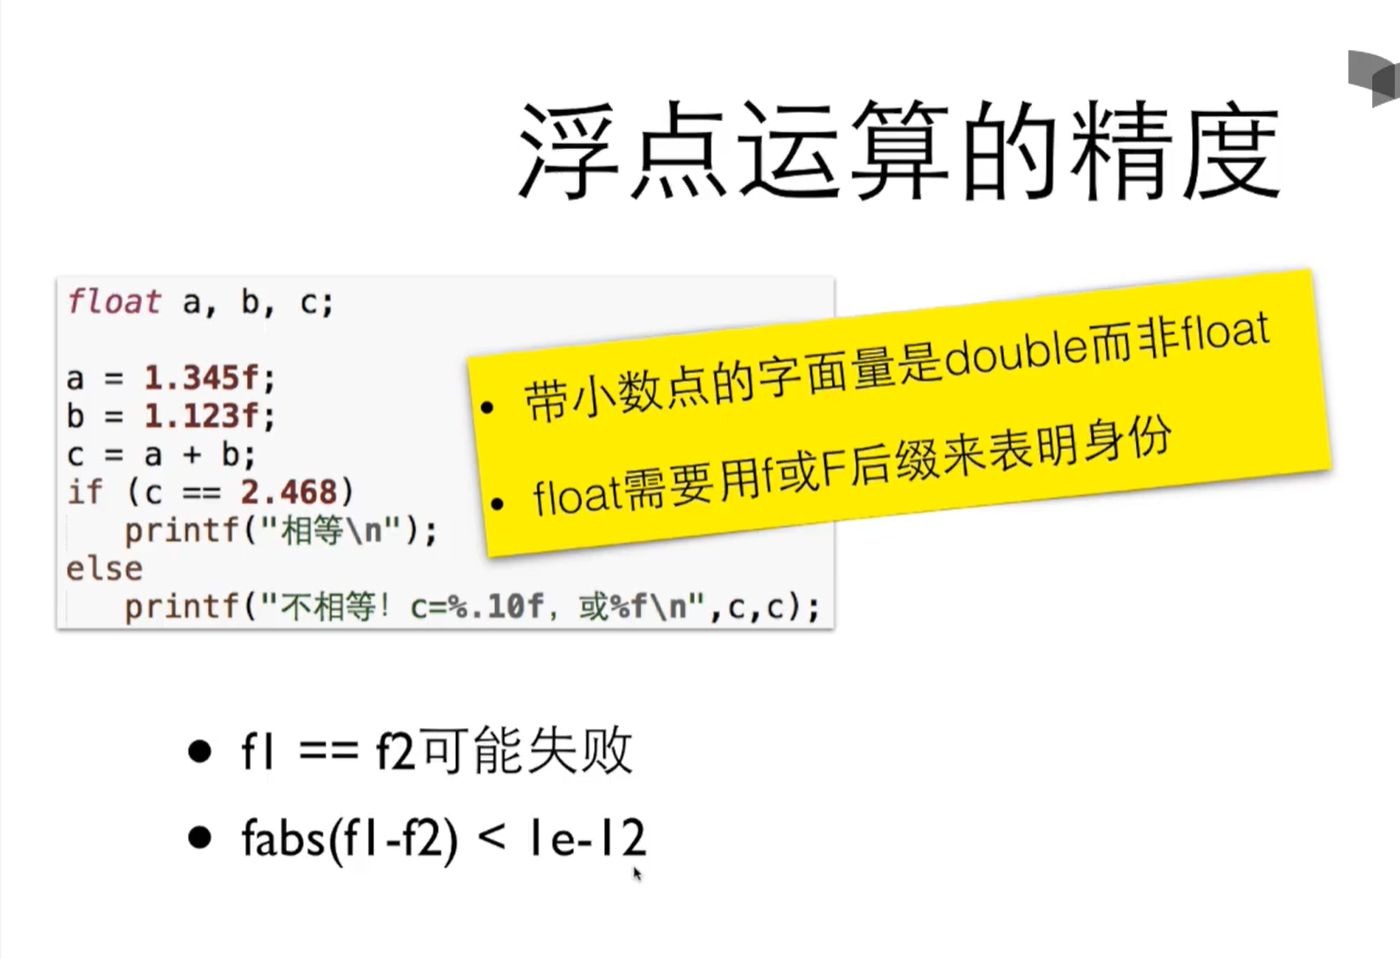 浮点运算的精度
float a, b, c;
a = 1.345f;
b = 1.123f;
c = a + b;
if (c == 2.468)
printf("相等\n");
else
printf("不相等！c=%.10f, 或%f\n",c,c);
• 带小数点的字面量是double而非float
• float需要用f或F后缀来表明身份
• f1 == f2可能失败
• fabs(f1-f2) < 1e-12